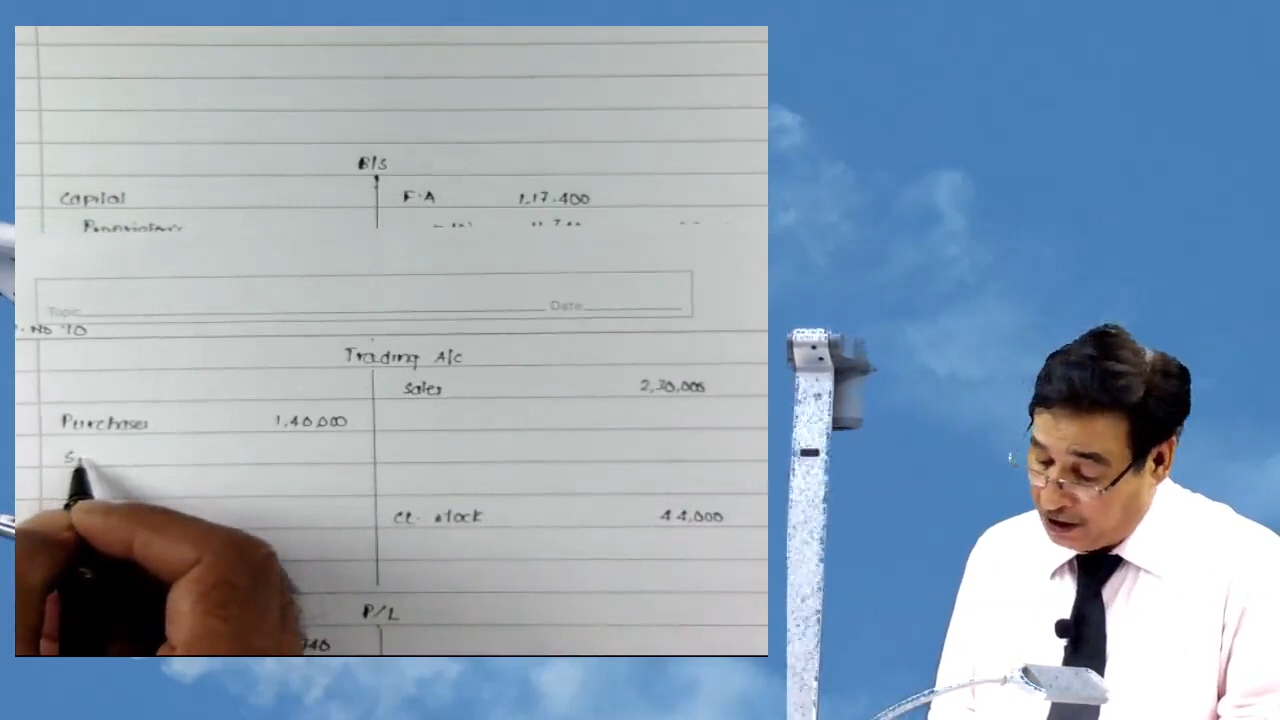 B/S
Capital F.A 1,17,400
Proprietor's
Topic Date
No 10
Trading A/c
Sales 2,30,000
Purchases 1,40,000
S
Cl. stock 44,000
P/L